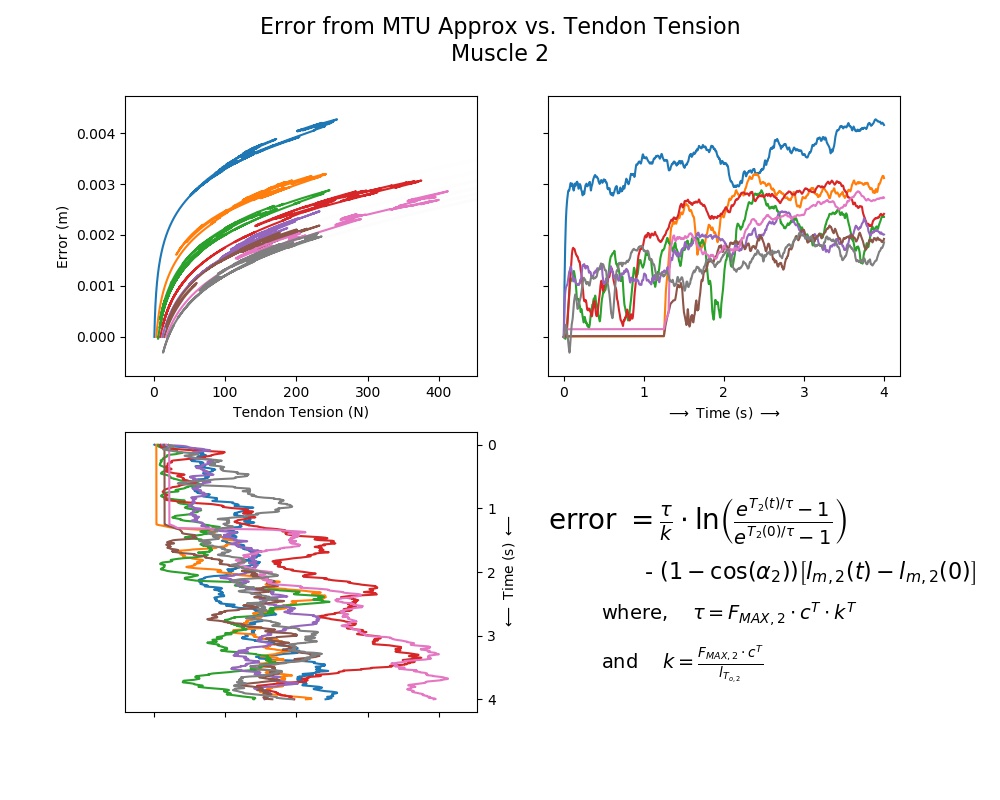 Error from MTU Approx vs. Tendon Tension
Muscle 2
0.004
0.003
0.002
0.001
0.000
Error (m)
0 100 200 300 400
Tendon Tension (N)
0 1 2 3 4
⟶ Time (s) ⟶
0
1
2
3
4
⟵ Time (s) ⟵
error = τ/k · ln((e^{T_2(t)/τ} − 1)/(e^{T_2(0)/τ} − 1))
- (1 − cos(α_2))[l_{m,2}(t) − l_{m,2}(0)]
where, τ = F_{MAX,2} · c^T · k^T
and k = (F_{MAX,2} · c^T)/l_{T_{o,2}}